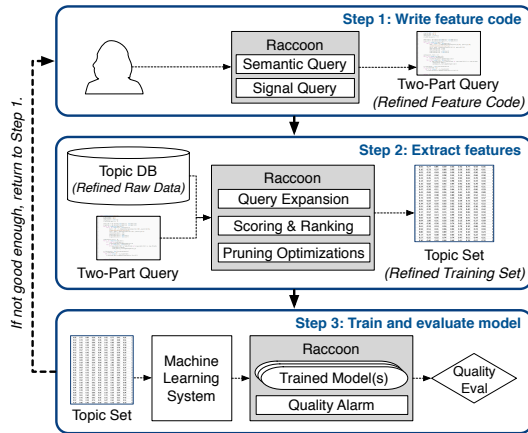 Step 1: Write feature code
Raccoon
Semantic Query
Signal Query
Two-Part Query
(Refined Feature Code)
If not good enough, return to Step 1.
Step 2: Extract features
Topic DB
(Refined Raw Data)
Two-Part Query
Raccoon
Query Expansion
Scoring & Ranking
Pruning Optimizations
Topic Set
(Refined Training Set)
Step 3: Train and evaluate model
Topic Set
Machine
Learning
System
Raccoon
Trained Model(s)
Quality Alarm
Quality
Eval